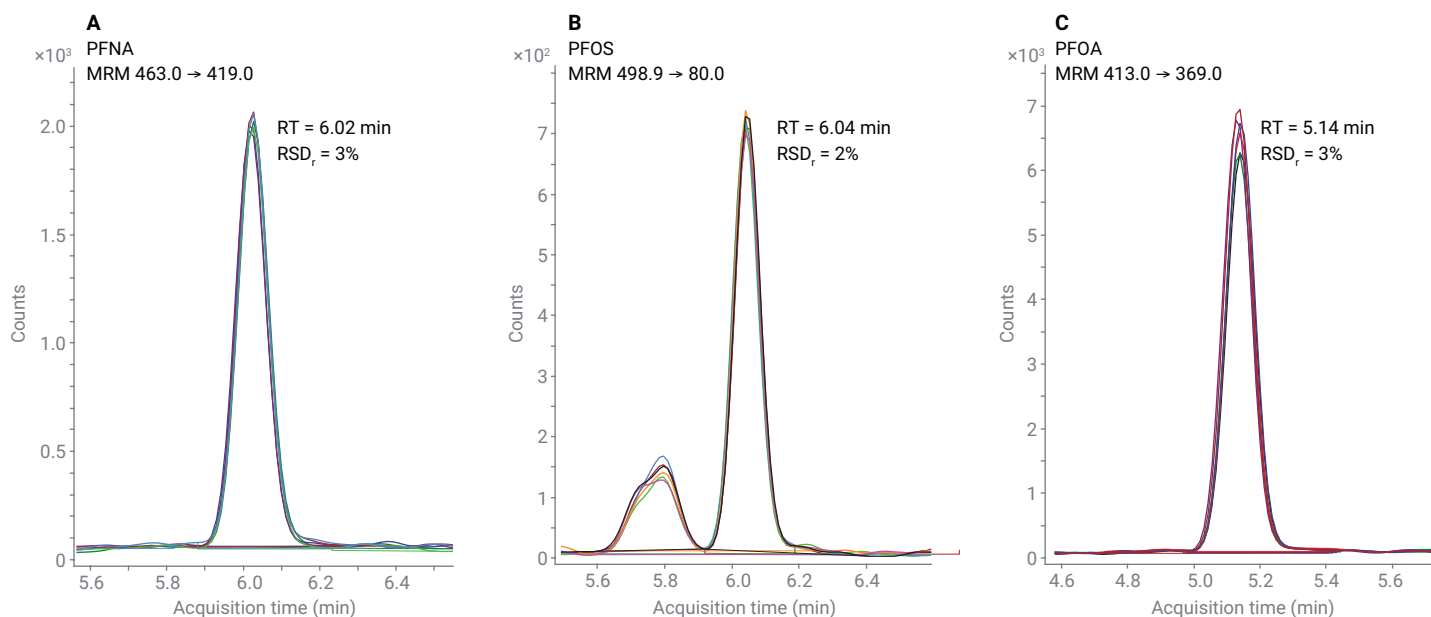 A
PFNA
MRM 463.0 → 419.0
×10³
RT = 6.02 min
RSDr = 3%
2.0
1.5
1.0
0.5
0
Counts
5.6 5.8 6.0 6.2 6.4
Acquisition time (min)
B
PFOS
MRM 498.9 → 80.0
×10²
RT = 6.04 min
RSDr = 2%
7
6
5
4
3
2
1
0
Counts
5.6 5.8 6.0 6.2 6.4
Acquisition time (min)
C
PFOA
MRM 413.0 → 369.0
×10³
RT = 5.14 min
RSDr = 3%
7
6
5
4
3
2
1
0
Counts
4.6 4.8 5.0 5.2 5.4 5.6
Acquisition time (min)